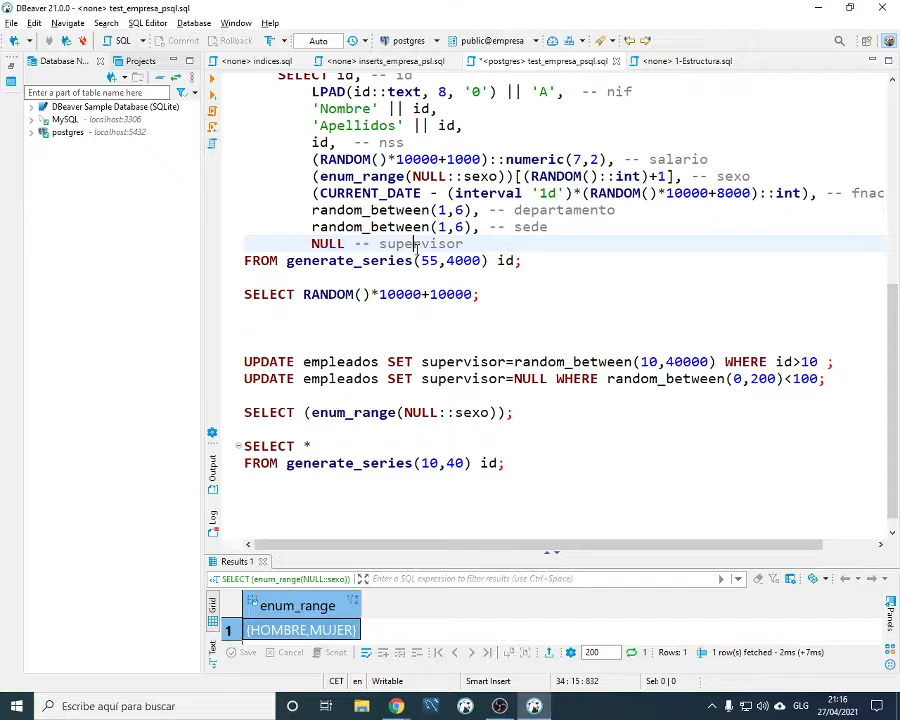 DBeaver 21.0.0 - <none> test_empresa_psql.sql
File Edit Navigate Search SQL Editor Database Window Help
SQL Commit Rollback Auto postgres public@empresa
Database N... Projects
<none> indices.sql <none> inserts_empresa_psl.sql *<postgres> test_empresa_psql.sql <none> 1-Estructura.sql
Enter a part of table name here
DBeaver Sample Database (SQLite)
MySQL - localhost:3306
postgres - localhost:5432
SELECT id, -- id
LPAD(id::text, 8, '0') || 'A', -- nif
'Nombre' || id,
'Apellidos' || id,
id, -- nss
(RANDOM()*10000+1000)::numeric(7,2), -- salario
(enum_range(NULL::sexo))[(RANDOM()::int)+1], -- sexo
(CURRENT_DATE - (interval '1d')*(RANDOM()*10000+8000)::int), -- fnac
random_between(1,6), -- departamento
random_between(1,6), -- sede
NULL -- supervisor
FROM generate_series(55,4000) id;
SELECT RANDOM()*10000+10000;
UPDATE empleados SET supervisor=random_between(10,40000) WHERE id>10 ;
UPDATE empleados SET supervisor=NULL WHERE random_between(0,200)<100;
SELECT (enum_range(NULL::sexo));
SELECT *
FROM generate_series(10,40) id;
Output
Log
Results 1
SELECT (enum_range(NULL::sexo)) Enter a SQL expression to filter results (use Ctrl+Space)
Grid
Text
Panels
enum_range
1 {HOMBRE,MUJER}
Save Cancel Script 200 1 Rows: 1 1 row(s) fetched - 2ms (+7ms)
CET en Writable Smart Insert 34 : 15 : 832 Sel: 0 | 0
Escribe aquí para buscar
GLG
21:16
27/04/2021